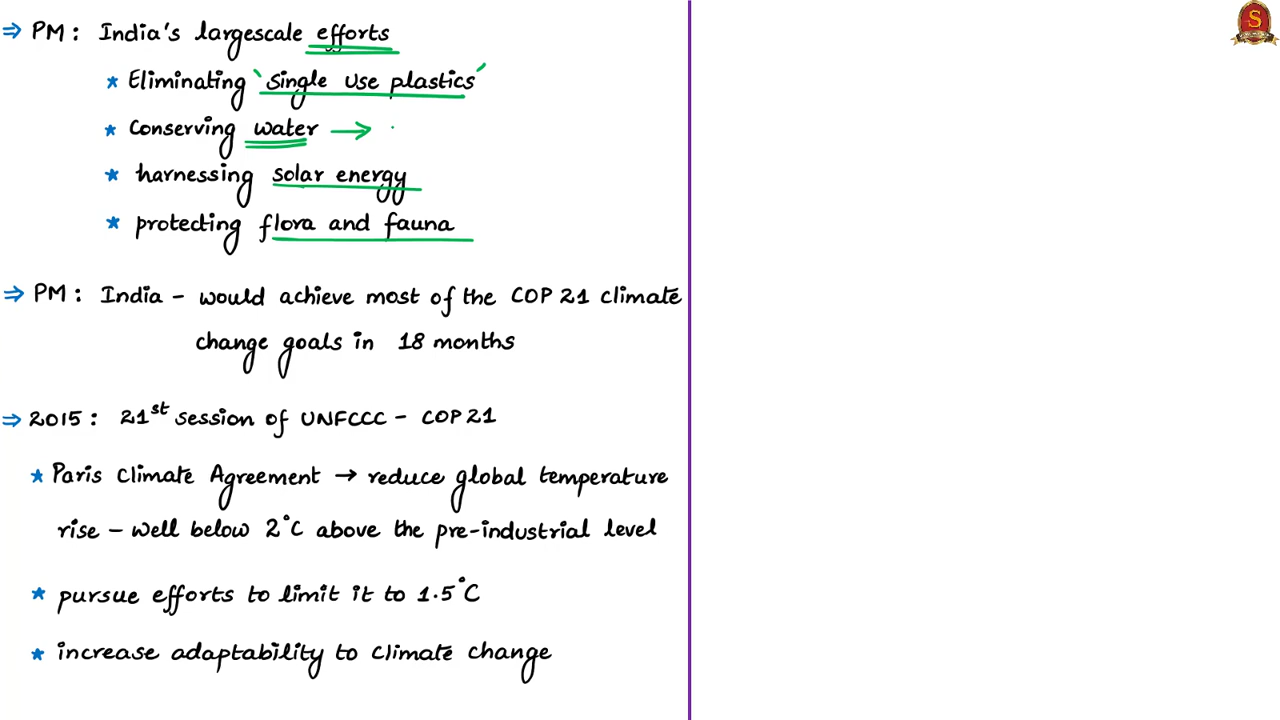 ⇒ PM: India's largescale efforts
* Eliminating 'single use plastics'
* Conserving water →
* harnessing solar energy
* protecting flora and fauna
⇒ PM: India - would achieve most of the COP 21 climate
change goals in 18 months
⇒ 2015: 21st session of UNFCCC - COP 21
* Paris Climate Agreement → reduce global temperature
rise - well below 2°C above the pre-industrial level
* pursue efforts to limit it to 1.5°C
* increase adaptability to climate change
S